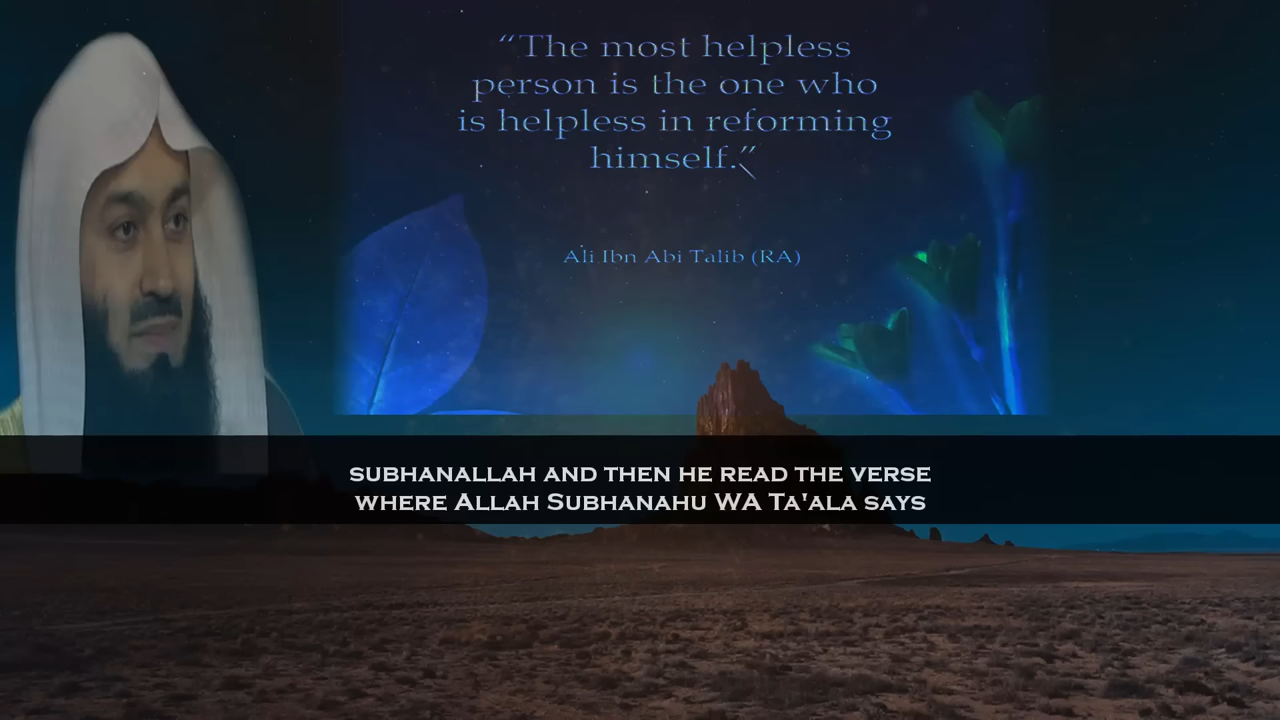 “The most helpless
person is the one who
is helpless in reforming
himself.”
Ali Ibn Abi Talib (RA)
SUBHANALLAH AND THEN HE READ THE VERSE
WHERE ALLAH SUBHANAHU WA TA'ALA SAYS